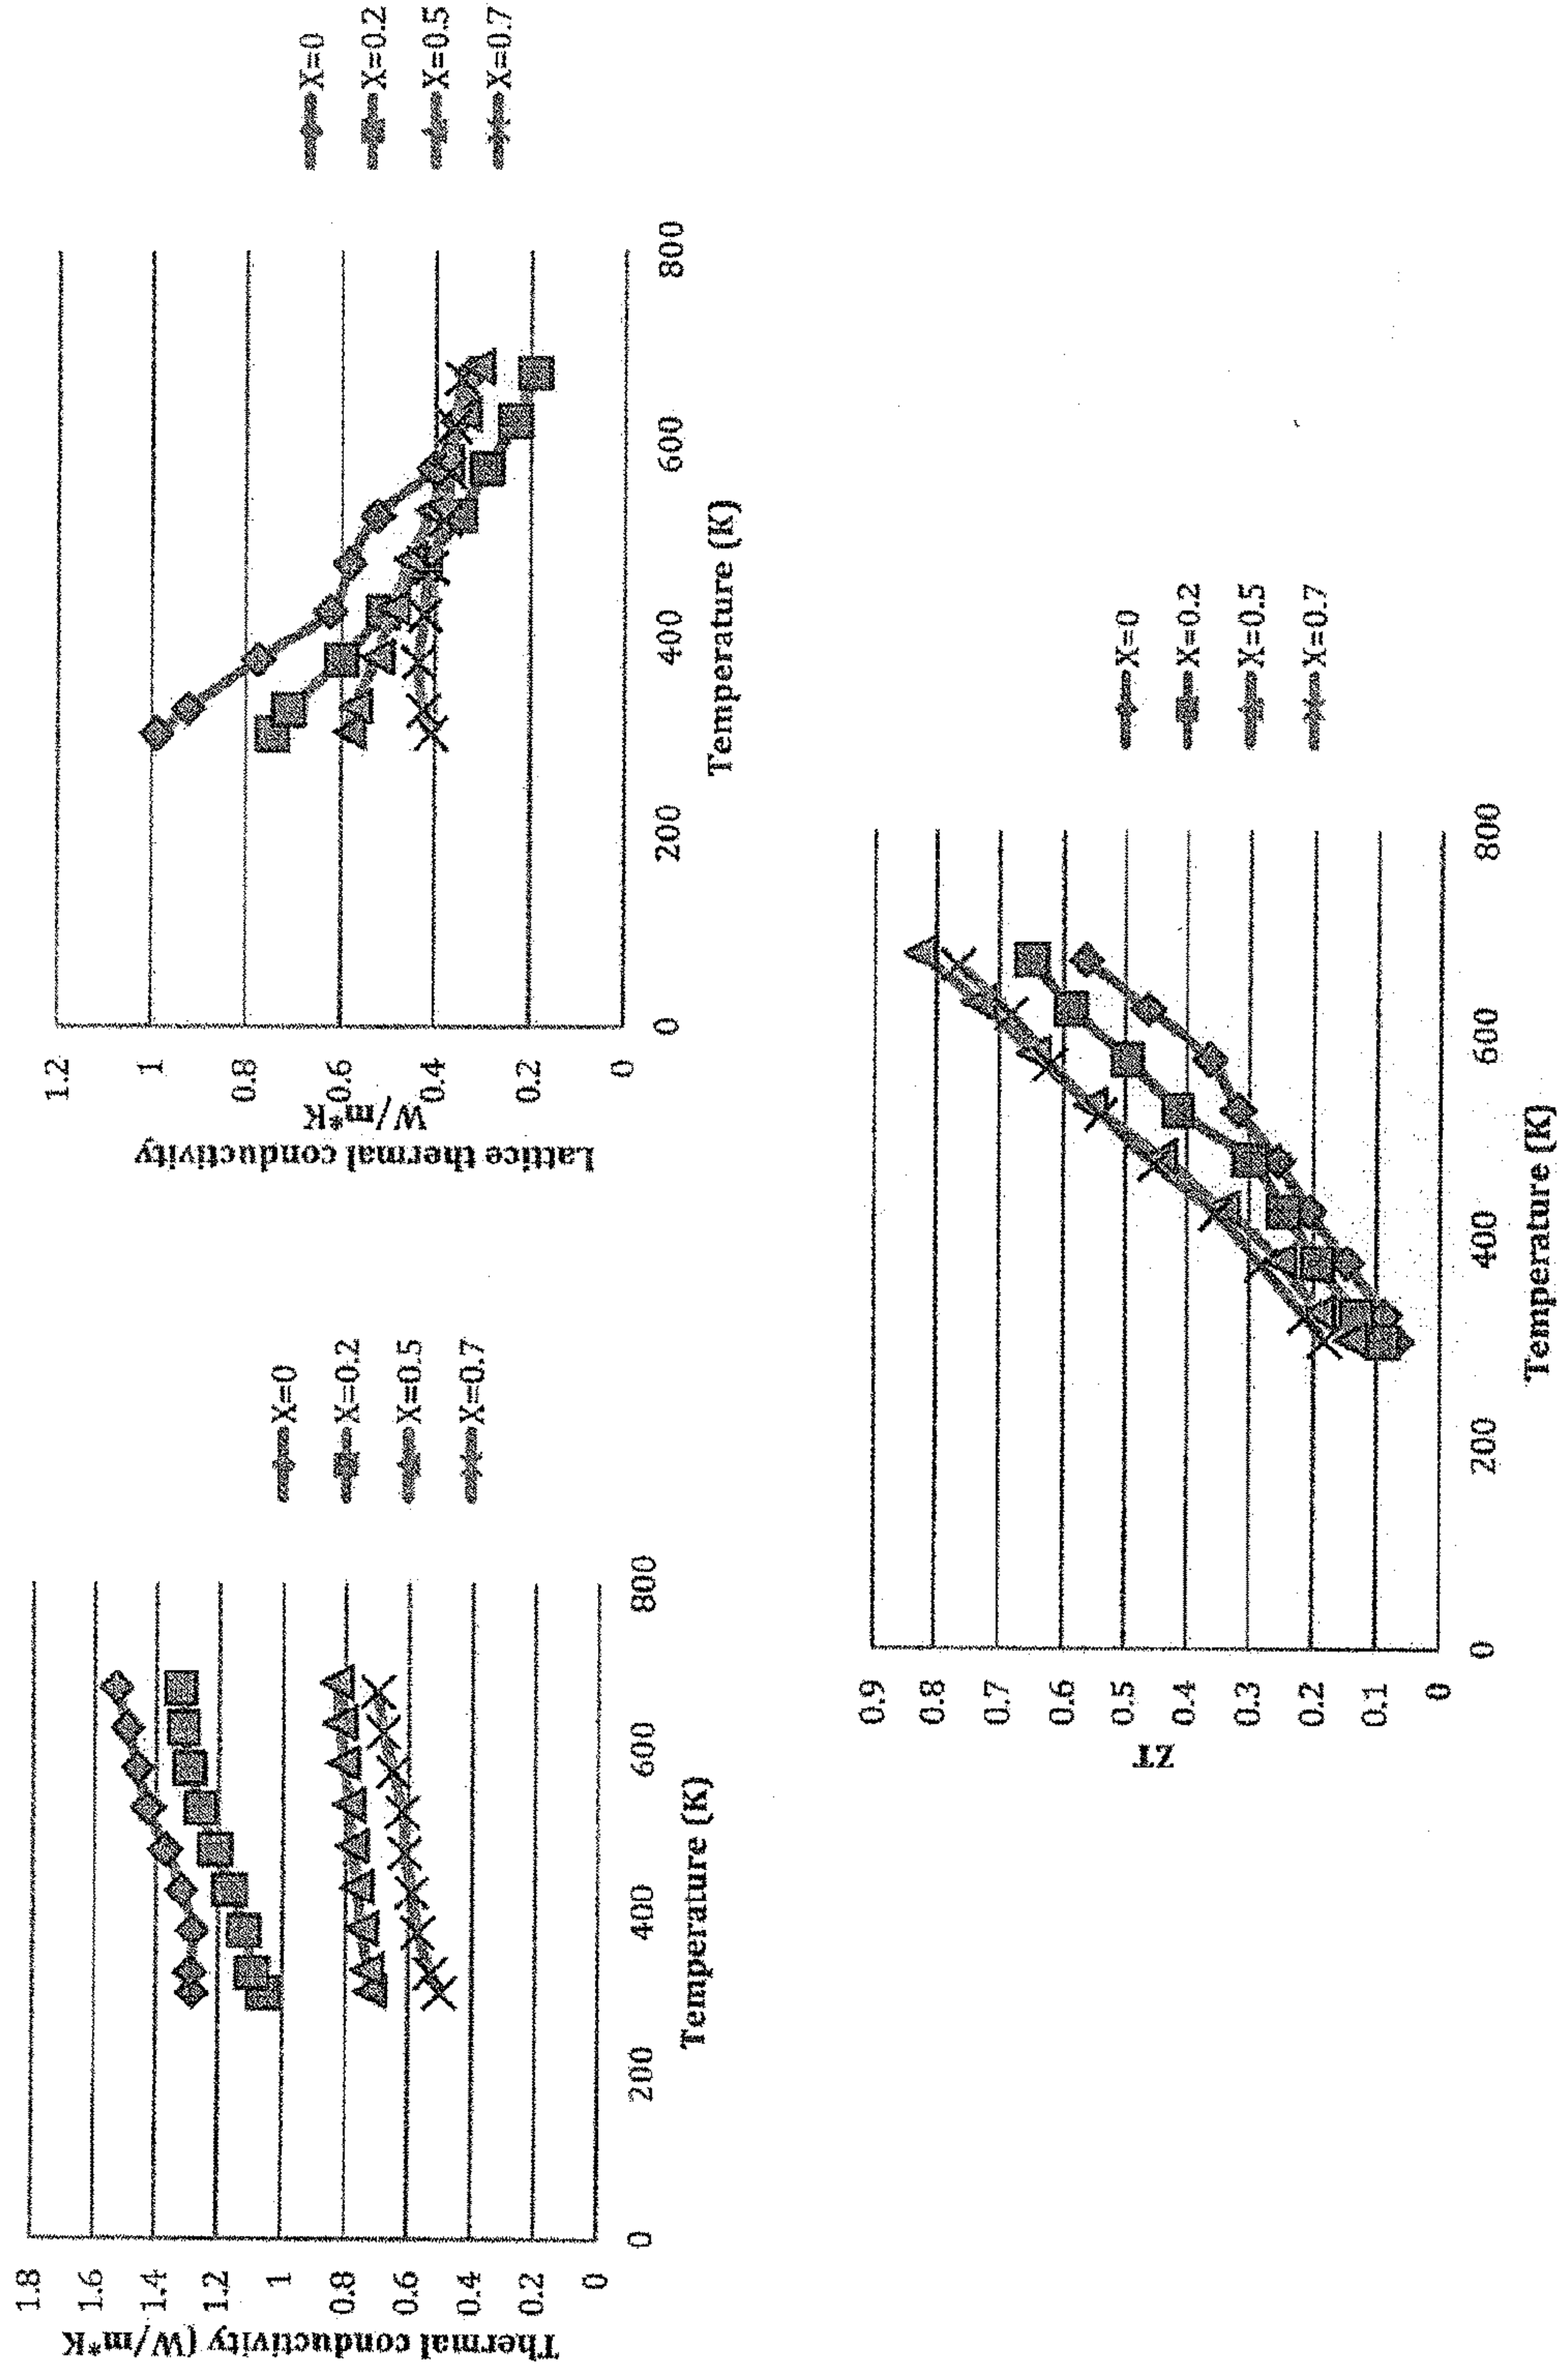 Thermal conductivity (W/m*K
1.8
1.6
1.4
1.2
1
0.8
0.6
0.4
0.2
0
0 200 400 600 800
Temperature (K)
X=0
X=0.2
X=0.5
X=0.7
Lattice thermal conductivity
W/m*K
1.2
1
0.8
0.6
0.4
0.2
0
0 200 400 600 800
Temperature (K)
X=0
X=0.2
X=0.5
X=0.7
ZT
0.9
0.8
0.7
0.6
0.5
0.4
0.3
0.2
0.1
0
0 200 400 600 800
Temperature (K)
X=0
X=0.2
X=0.5
X=0.7